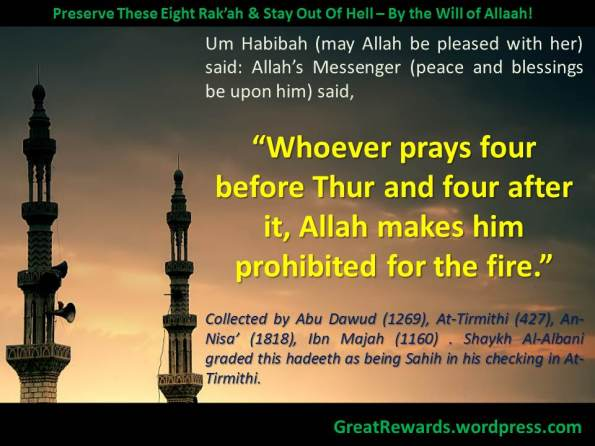 Preserve These Eight Rak’ah & Stay Out Of Hell – By the Will of Allaah!
Um Habibah (may Allah be pleased with her)
said: Allah’s Messenger (peace and blessings
be upon him) said,
“Whoever prays four
before Thur and four after
it, Allah makes him
prohibited for the fire.”
Collected by Abu Dawud (1269), At-Tirmithi (427), An-
Nisa’ (1818), Ibn Majah (1160) . Shaykh Al-Albani
graded this hadeeth as being Sahih in his checking In At-
Tirmithi.
GreatRewards.wordpress.com